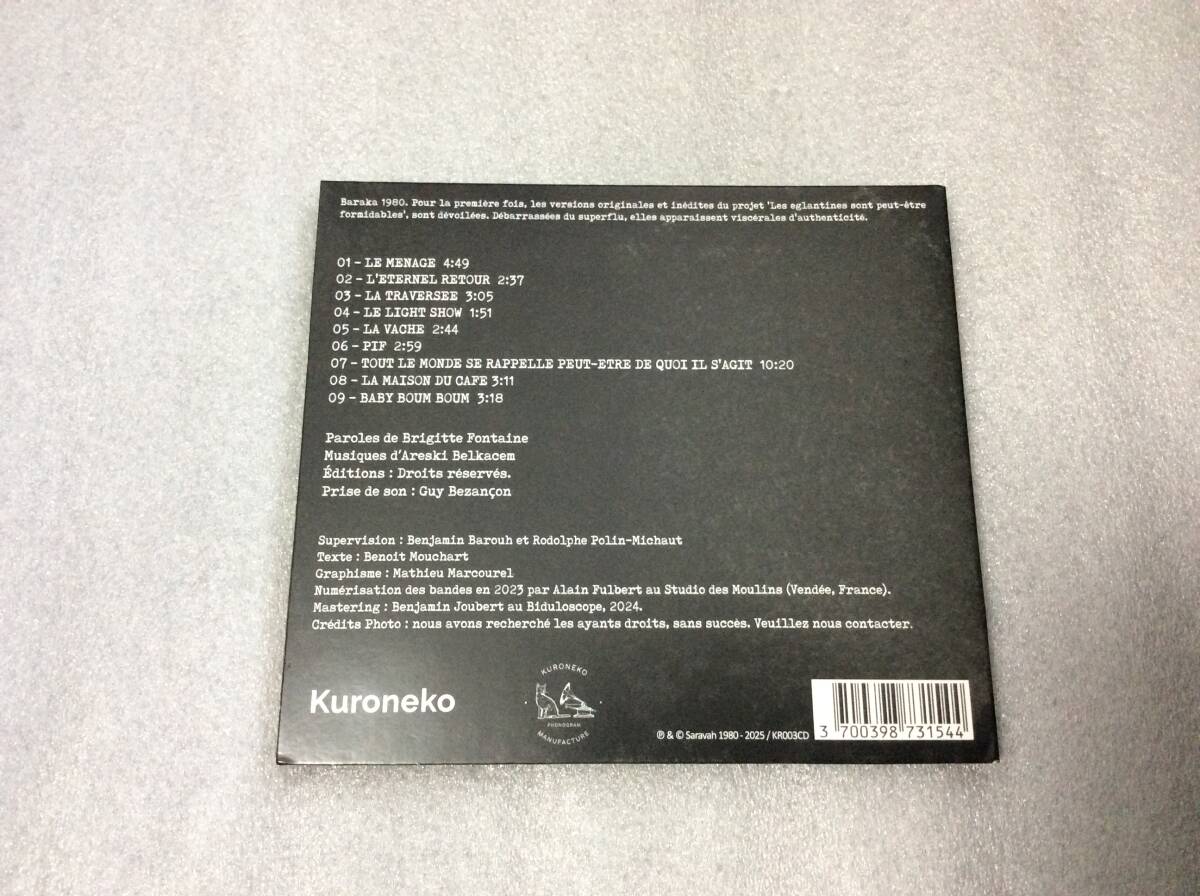 Baraka 1980. Pour la première fois, les versions originales et inédites du projet 'Les eglantines sont peut-être
formidables', sont dévoilées. Débarrassées du superflu, elles apparaissent viscérales d'authenticité.
01 - LE MENAGE 4:49
02 - L'ETERNEL RETOUR 2:37
03 - LA TRAVERSEE 3:05
04 - LE LIGHT SHOW 1:51
05 - LA VACHE 2:44
06 - PIF 2:59
07 - TOUT LE MONDE SE RAPPELLE PEUT-ETRE DE QUOI IL S'AGIT 10:20
08 - LA MAISON DU CAFE 3:11
09 - BABY BOUM BOUM 3:18
Paroles de Brigitte Fontaine
Musiques d'Areski Belkacem
Éditions : Droits réservés.
Prise de son : Guy Bezançon
Supervision : Benjamin Barouh et Rodolphe Polin-Michaut
Texte : Benoit Mouchart
Graphisme : Mathieu Marcourel
Numérisation des bandes en 2023 par Alain Fulbert au Studio des Moulins (Vendée, France).
Mastering : Benjamin Joubert au Biduloscope, 2024.
Crédits Photo : nous avons recherché les ayants droits, sans succès. Veuillez nous contacter.
Kuroneko
KURONEKO
PHONOGRAM
MANUFACTURE
℗ & © Saravah 1980 - 2025 / KR003CD
3 700398 731544